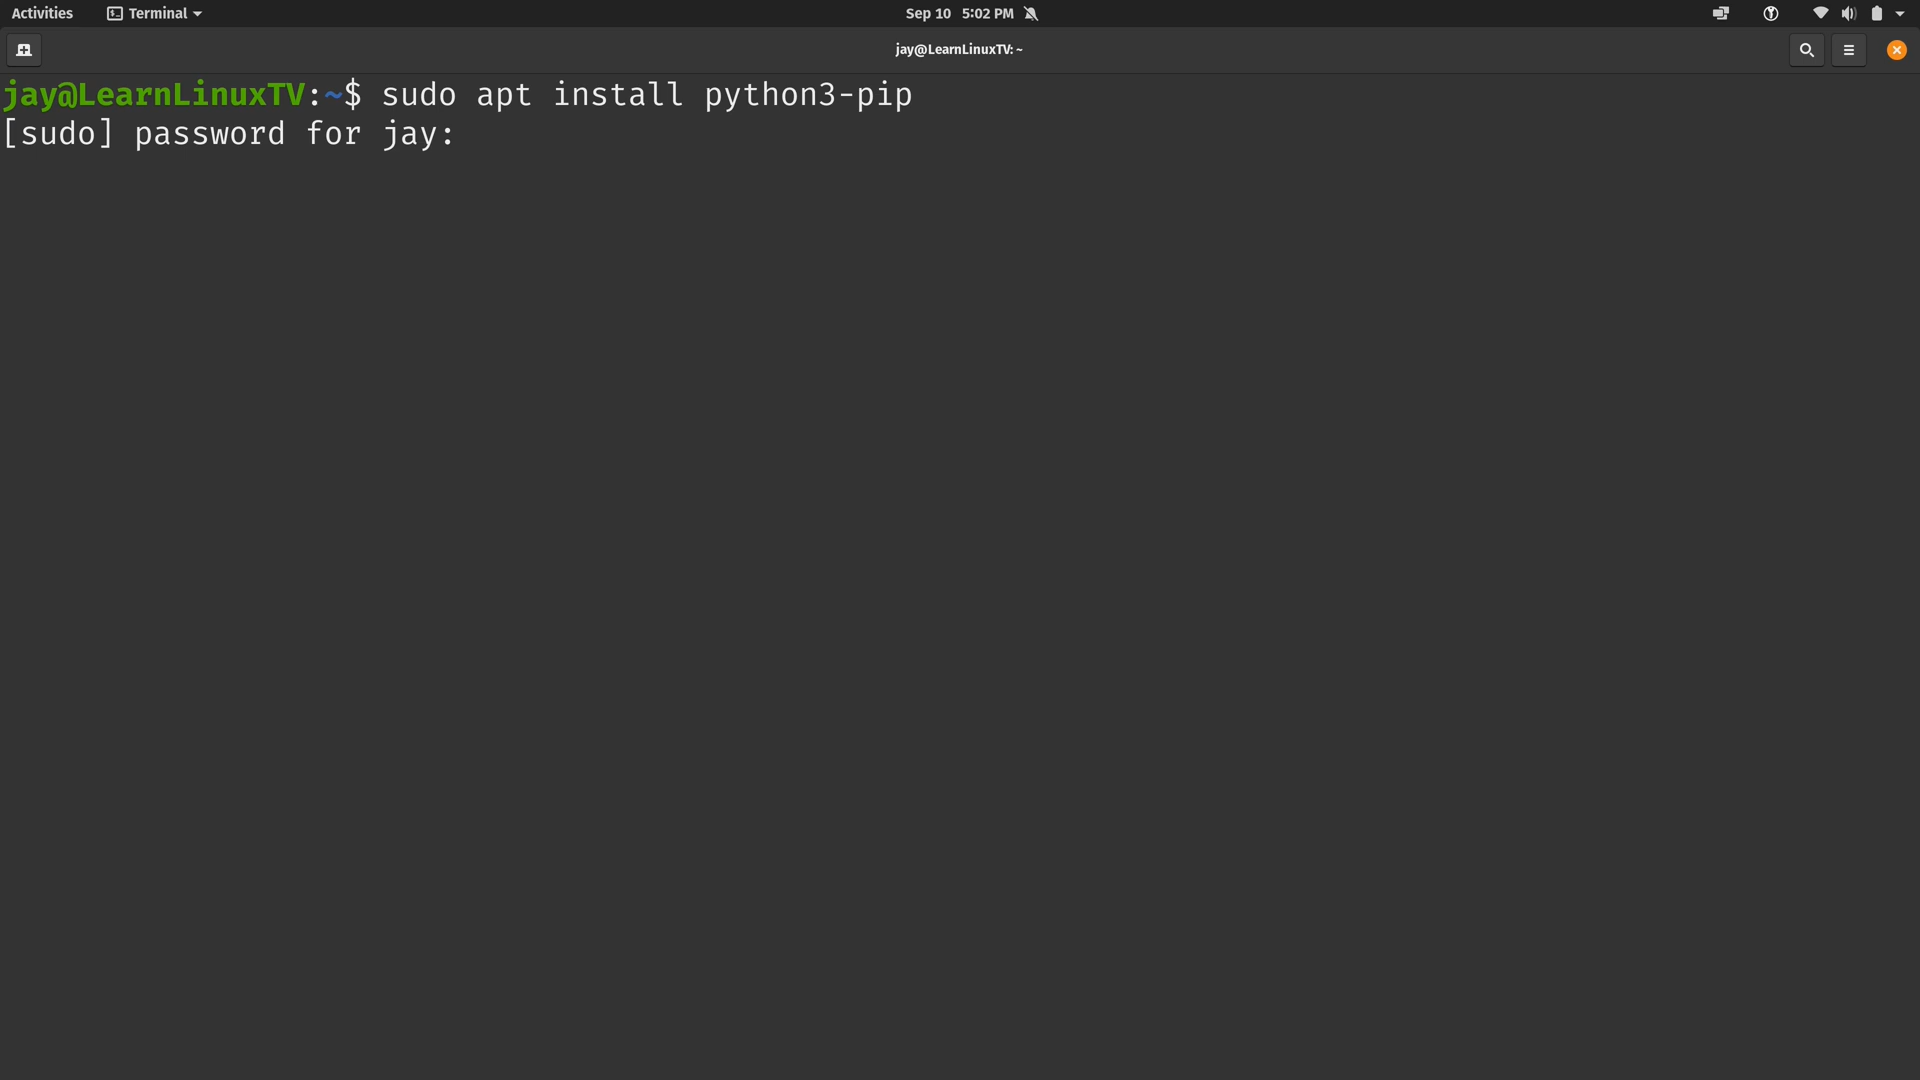 Activities Terminal Sep 10 5:02 PM
jay@LearnLinuxTV: ~
jay@LearnLinuxTV:~$ sudo apt install python3-pip
[sudo] password for jay: